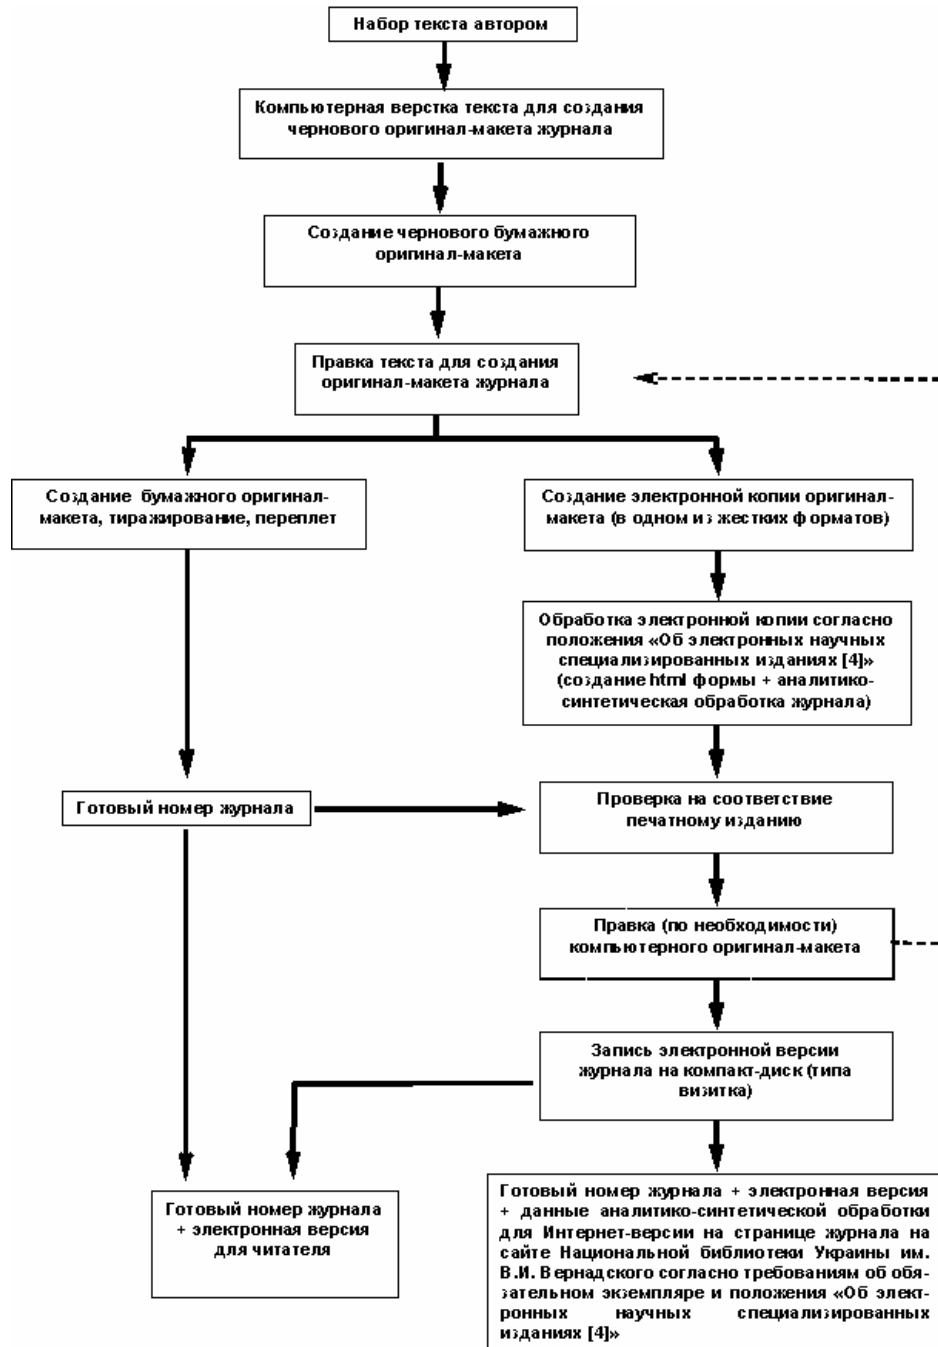 Набор текста автором
Компьютерная верстка текста для создания
чернового оригинал-макета журнала
Создание чернового бумажного
оригинал-макета
Правка текста для создания
оригинал-макета журнала
Создание бумажного оригинал-
макета, тиражирование, переплет
Создание электронной копии оригинал-
макета (в одном из жестких форматов)
Обработка электронной копии согласно
положения «Об электронных научных
специализированных изданиях [4]»
(создание html формы + аналитико-
синтетическая обработка журнала)
Готовый номер журнала
Проверка на соответствие
печатному изданию
Правка (по необходимости)
компьютерного оригинал-макета
Запись электронной версии
журнала на компакт-диск (типа
визитка)
Готовый номер журнала
+ электронная версия
для читателя
Готовый номер журнала + электронная версия
+ данные аналитико-синтетической обработки
для Интернет-версии на странице журнала на
сайте Национальной библиотеки Украины им.
В.И. Вернадского согласно требованиям об обя-
зательном экземпляре и положения «Об элект-
ронных научных специализированных
изданиях [4]»